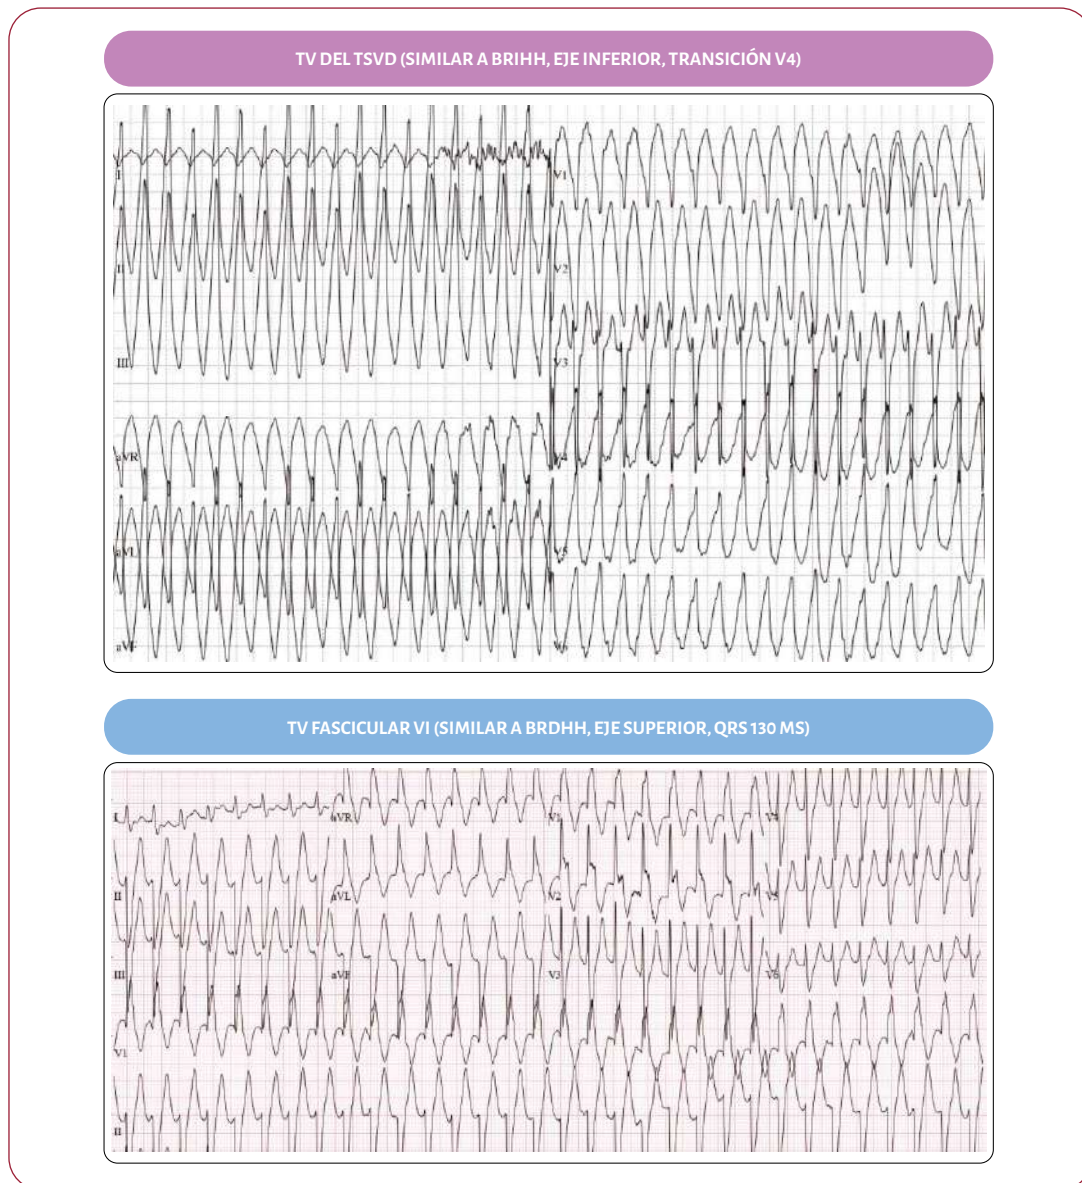 TV DEL TSVD (SIMILAR A BRIHH, EJE INFERIOR, TRANSICIÓN V4)
I
V1
II
V2
III
V3
aVR
V4
aVL
V5
aVF
V6
TV FASCICULAR VI (SIMILAR A BRDHH, EJE SUPERIOR, QRS 130 MS)
I
aVR
V1
V4
II
aVL
V2
V5
III
aVF
V3
V6
V1
II